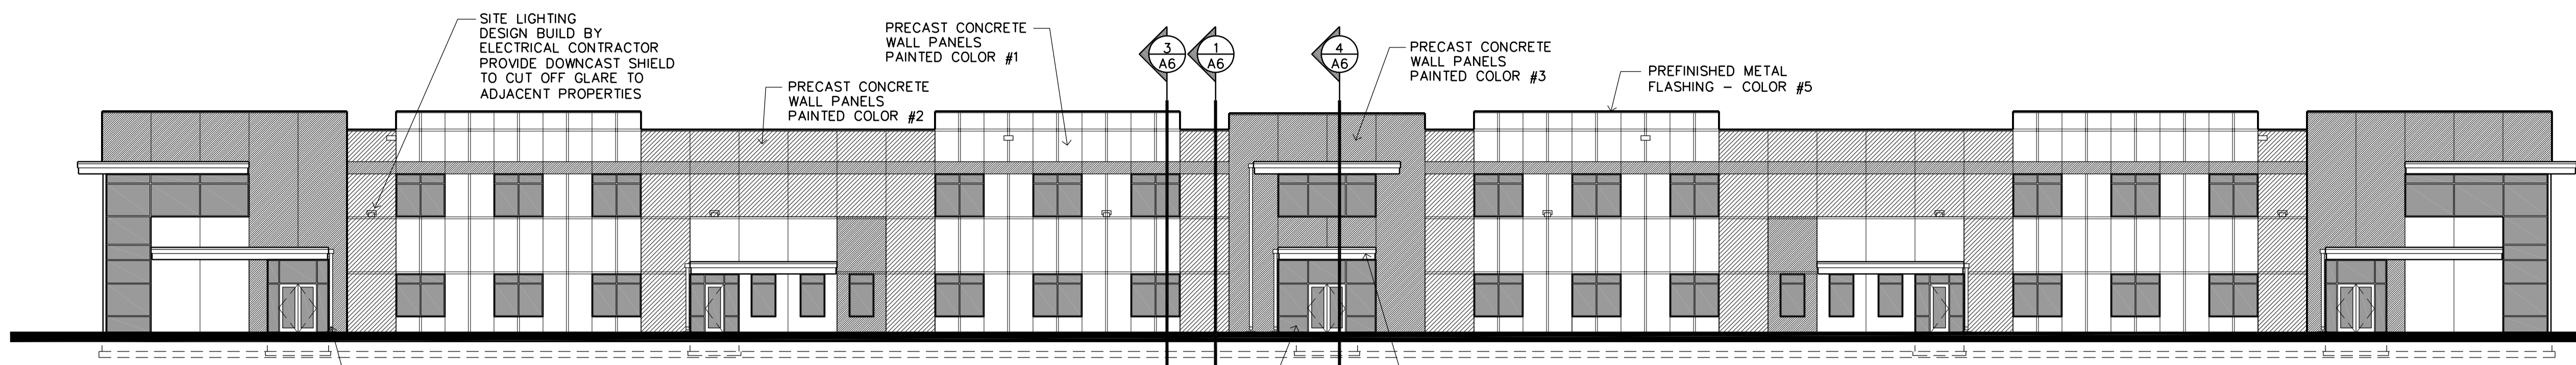 SITE LIGHTING
DESIGN BUILD BY
ELECTRICAL CONTRACTOR
PROVIDE DOWNCAST SHIELD
TO CUT OFF GLARE TO
ADJACENT PROPERTIES
PRECAST CONCRETE
WALL PANELS
PAINTED COLOR #2
PRECAST CONCRETE
WALL PANELS
PAINTED COLOR #1
3
A6
1
A6
4
A6
PRECAST CONCRETE
WALL PANELS
PAINTED COLOR #3
PREFINISHED METAL
FLASHING - COLOR #5